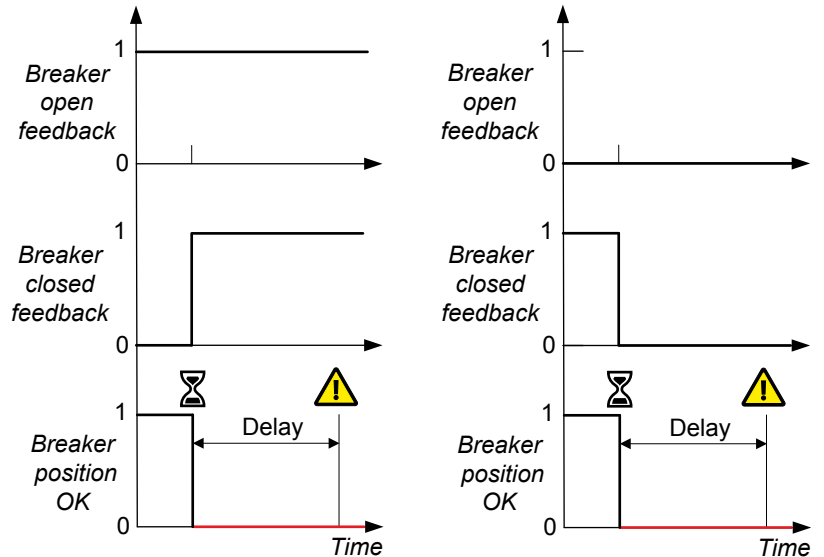 1
Breaker
open
feedback
0
1
Breaker
closed
feedback
0
1
Delay
Breaker
position
OK
0
Time
1
Breaker
open
feedback
0
1
Breaker
closed
feedback
0
1
Delay
Breaker
position
OK
0
Time